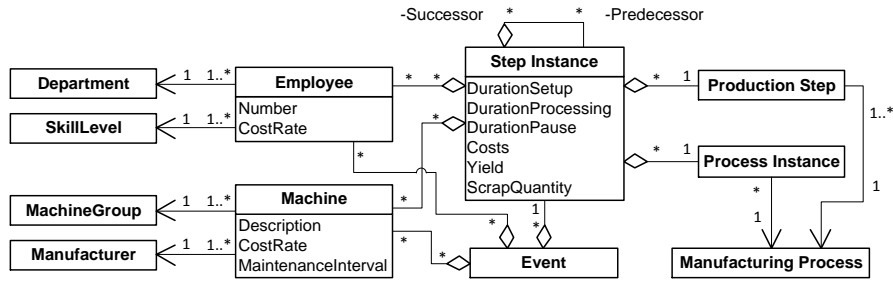 -Successor * * -Predecessor
Step Instance
DurationSetup
DurationProcessing
DurationPause
Costs
Yield
ScrapQuantity
Department 1 1..* Employee * *
SkillLevel 1 1..*
Number
CostRate
*
* *
MachineGroup 1 1..* Machine
Manufacturer 1 1..*
Description
CostRate
MaintenanceInterval
* *
* 1 *
Event
* 1 Production Step
1..*
1
* 1 Process Instance
*
1
Manufacturing Process